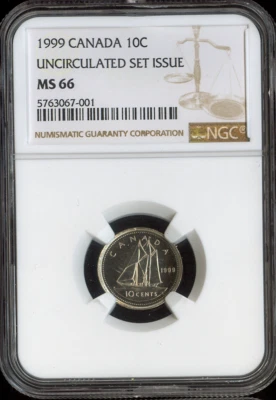 1999 CANADA 10C
UNCIRCULATED SET ISSUE
MS 66
5763067-001
NUMISMATIC GUARANTY CORPORATION
NGC
CANADA
1999
10 CENTS